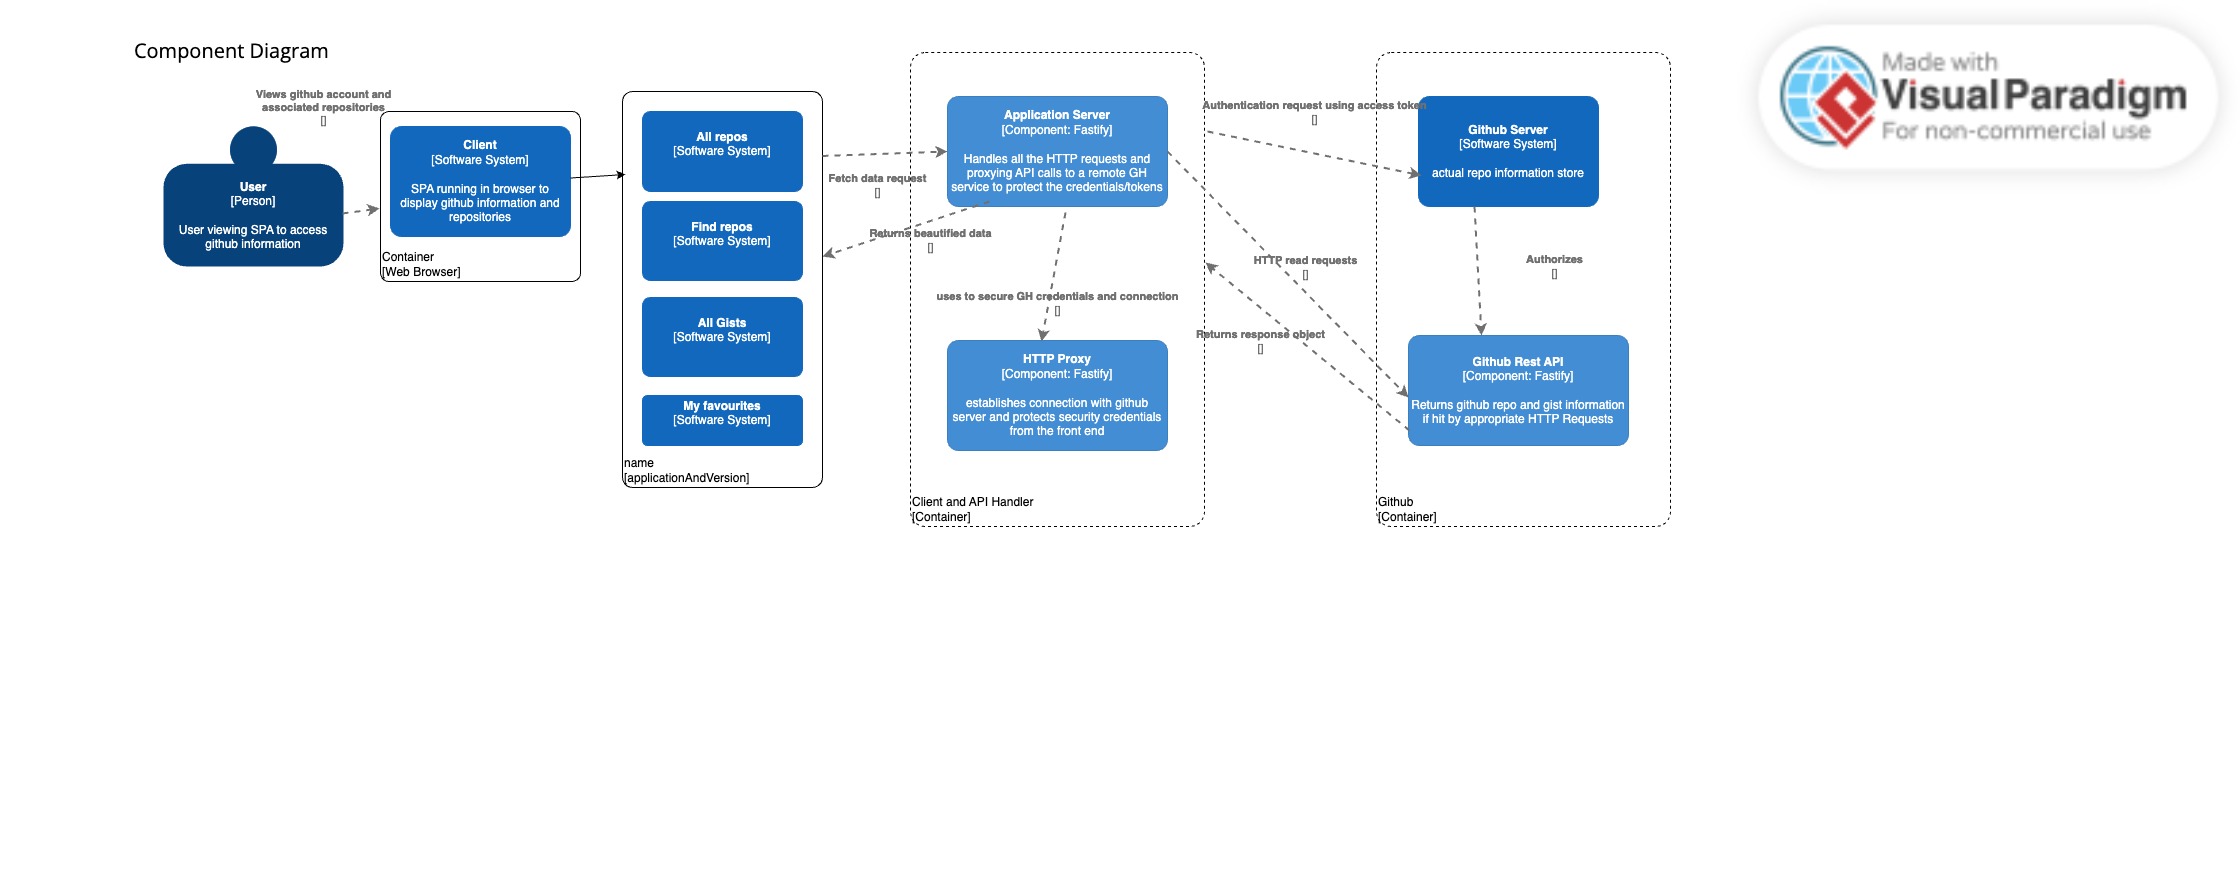 Component Diagram
Views github account and
associated repositories
[]
User
[Person]
User viewing SPA to access
github information
Client
[Software System]
SPA running in browser to
display github information and
repositories
Container
[Web Browser]
All repos
[Software System]
Find repos
[Software System]
All Gists
[Software System]
My favourites
[Software System]
name
[applicationAndVersion]
Fetch data request
[]
Returns beautified data
[]
Application Server
[Component: Fastify]
Handles all the HTTP requests and
proxying API calls to a remote GH
service to protect the credentials/tokens
uses to secure GH credentials and connection
[]
HTTP Proxy
[Component: Fastify]
establishes connection with github
server and protects security credentials
from the front end
Client and API Handler
[Container]
Authentication request using access token
[]
HTTP read requests
[]
Returns response object
[]
Github Server
[Software System]
actual repo information store
Authorizes
[]
Github Rest API
[Component: Fastify]
Returns github repo and gist information
if hit by appropriate HTTP Requests
Github
[Container]
Made with
Visual Paradigm
For non-commercial use